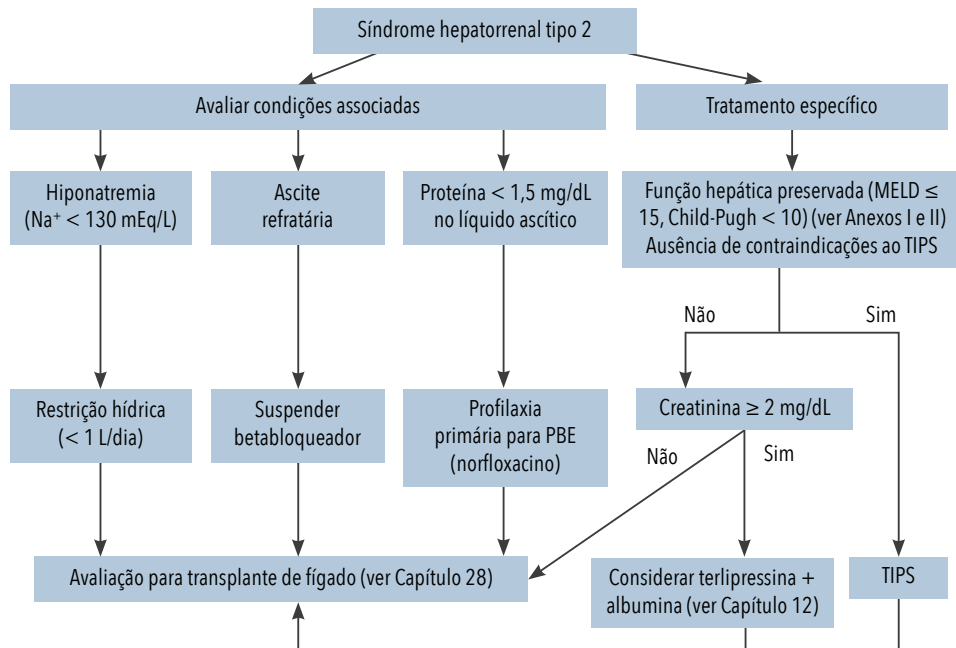 Síndrome hepatorrenal tipo 2
Avaliar condições associadas
Tratamento específico
Hiponatremia
(Na⁺ < 130 mEq/L)
Ascite
refratária
Proteína < 1,5 mg/dL
no líquido ascítico
Função hepática preservada (MELD ≤
15, Child-Pugh < 10) (ver Anexos I e II)
Ausência de contraindicações ao TIPS
Não
Sim
Restrição hídrica
(< 1 L/dia)
Suspender
betabloqueador
Profilaxia
primária para PBE
(norfloxacino)
Creatinina ≥ 2 mg/dL
Não
Sim
Avaliação para transplante de fígado (ver Capítulo 28)
Considerar terlipressina +
albumina (ver Capítulo 12)
TIPS